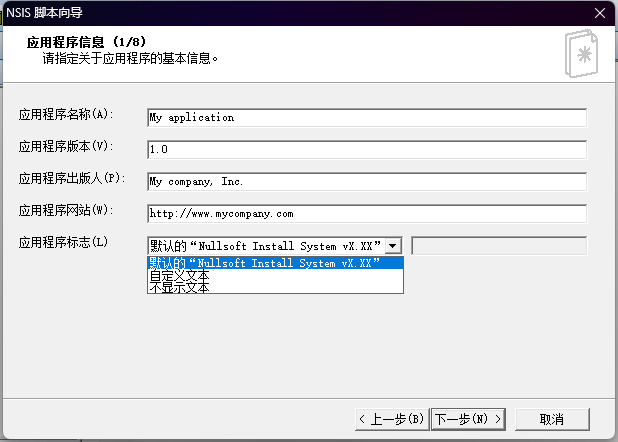 NSIS 脚本向导
应用程序信息 (1/8)
请指定关于应用程序的基本信息。
应用程序名称(A):
My application
应用程序版本(V):
1.0
应用程序出版人(P):
My company, Inc.
应用程序网站(W):
http://www.mycompany.com
应用程序标志(L)
默认的“Nullsoft Install System vX.XX”
默认的“Nullsoft Install System vX.XX”
自定义文本
不显示文本
< 上一步(B)
下一步(N) >
取消